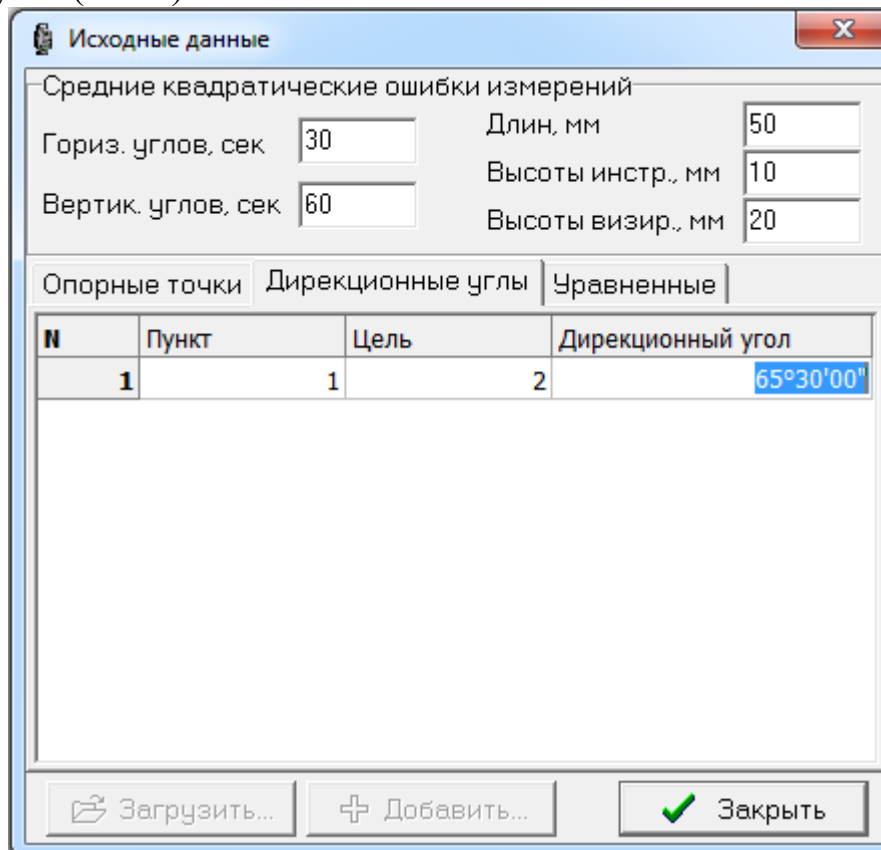 Исходные данные
Средние квадратические ошибки измерений
Гориз. углов, сек 30
Длин, мм 50
Высоты инстр., мм 10
Вертик. углов, сек 60
Высоты визир., мм 20
Опорные точки Дирекционные углы Уравненные
N Пункт Цель Дирекционный угол
1 1 2 65º30'00"
Загрузить... Добавить... Закрыть